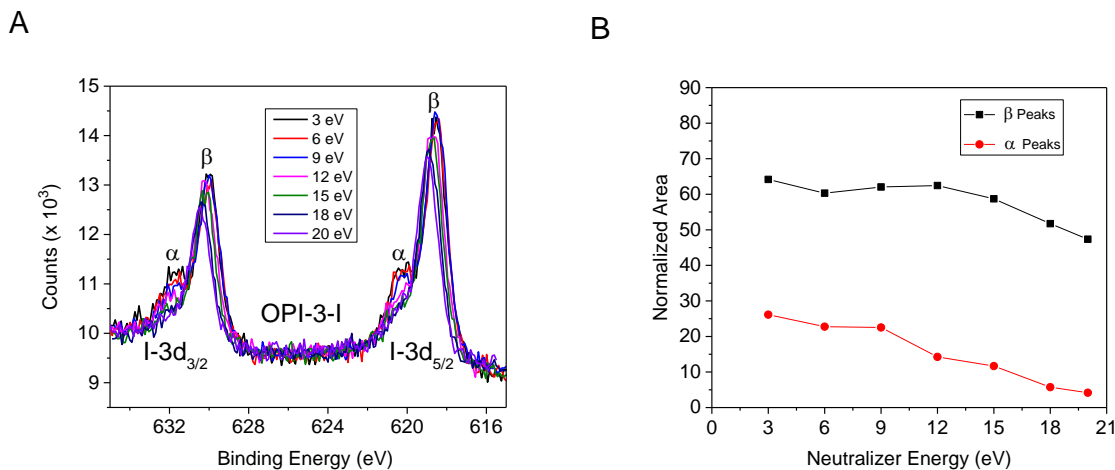 A
B
15
14
13
12
11
10
9
Counts (x 10³)
3 eV
6 eV
9 eV
12 eV
15 eV
18 eV
20 eV
β
α
β
α
OPI-3-I
I-3d3/2
I-3d5/2
632 628 624 620 616
Binding Energy (eV)
90
80
70
60
50
40
30
20
10
0
Normalized Area
β Peaks
α Peaks
0 3 6 9 12 15 18 21
Neutralizer Energy (eV)